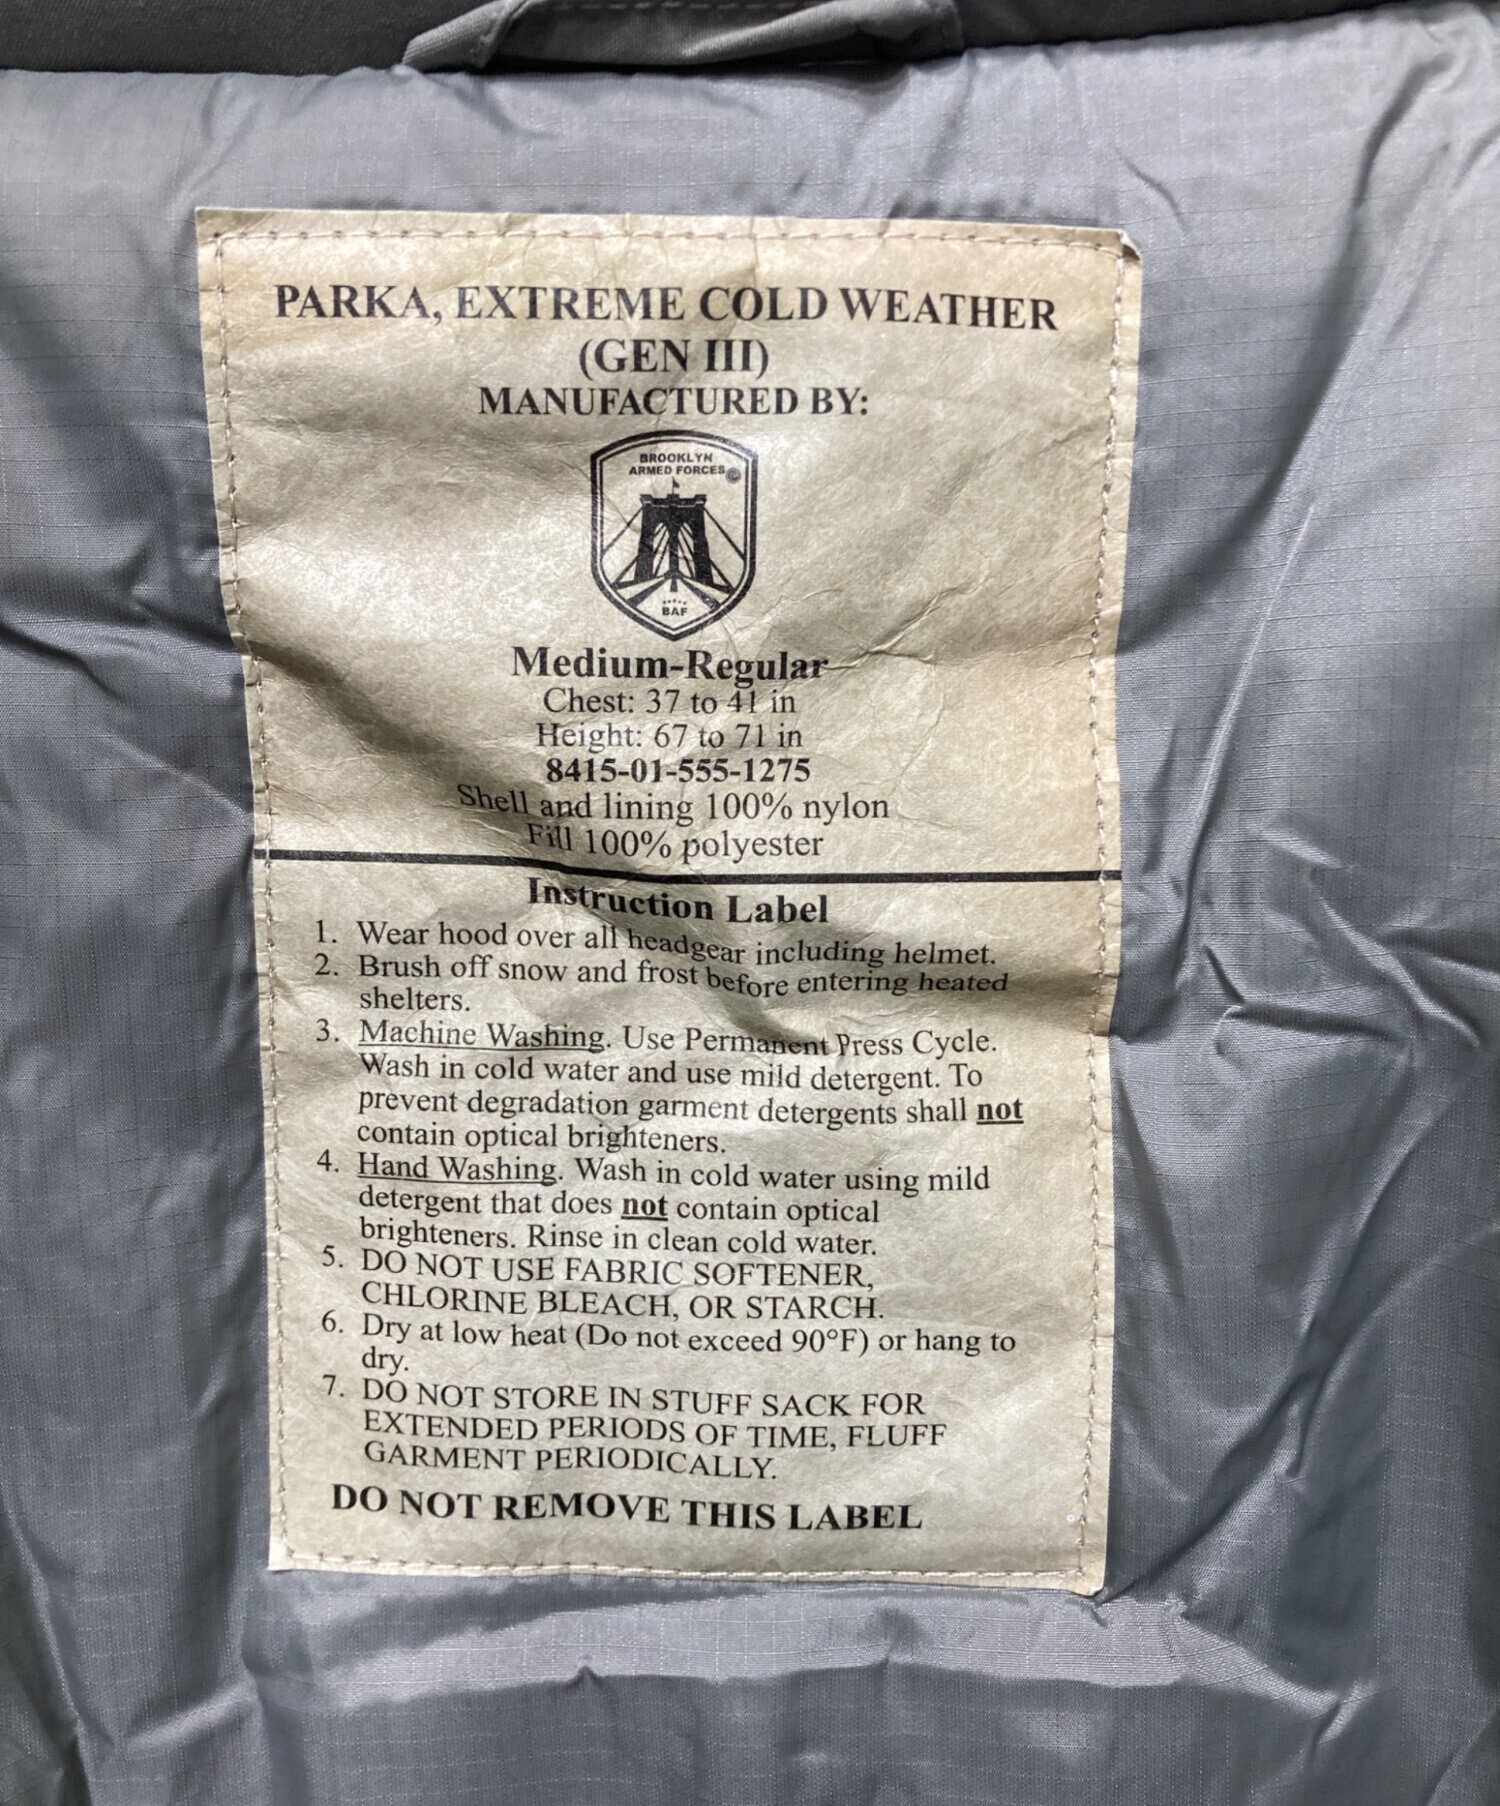 PARKA, EXTREME COLD WEATHER
(GEN III)
MANUFACTURED BY:
BROOKLYN
ARMED FORCES
BAF
Medium-Regular
Chest: 37 to 41 in
Height: 67 to 71 in
8415-01-555-1275
Shell and lining 100% nylon
Fill 100% polyester
Instruction Label
1. Wear hood over all headgear including helmet.
2. Brush off snow and frost before entering heated
shelters.
3. Machine Washing. Use Permanent Press Cycle.
Wash in cold water and use mild detergent. To
prevent degradation garment detergents shall not
contain optical brighteners.
4. Hand Washing. Wash in cold water using mild
detergent that does not contain optical
brighteners. Rinse in clean cold water.
5. DO NOT USE FABRIC SOFTENER,
CHLORINE BLEACH, OR STARCH.
6. Dry at low heat (Do not exceed 90°F) or hang to
dry.
7. DO NOT STORE IN STUFF SACK FOR
EXTENDED PERIODS OF TIME, FLUFF
GARMENT PERIODICALLY.
DO NOT REMOVE THIS LABEL